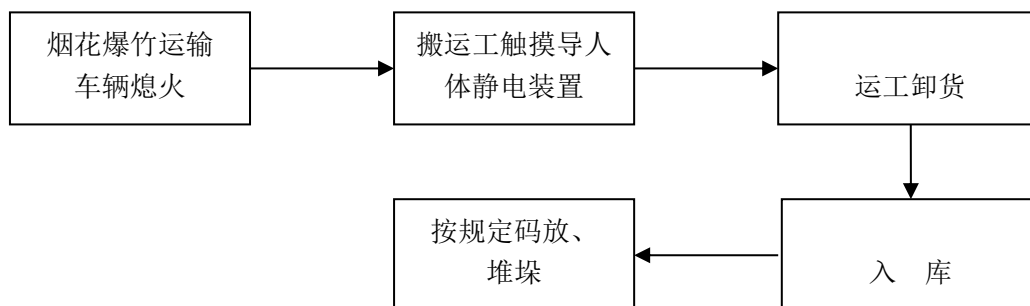 烟花爆竹运输
车辆熄火
搬运工触摸导人
体静电装置
运工卸货
按规定码放、
堆垛
入 库